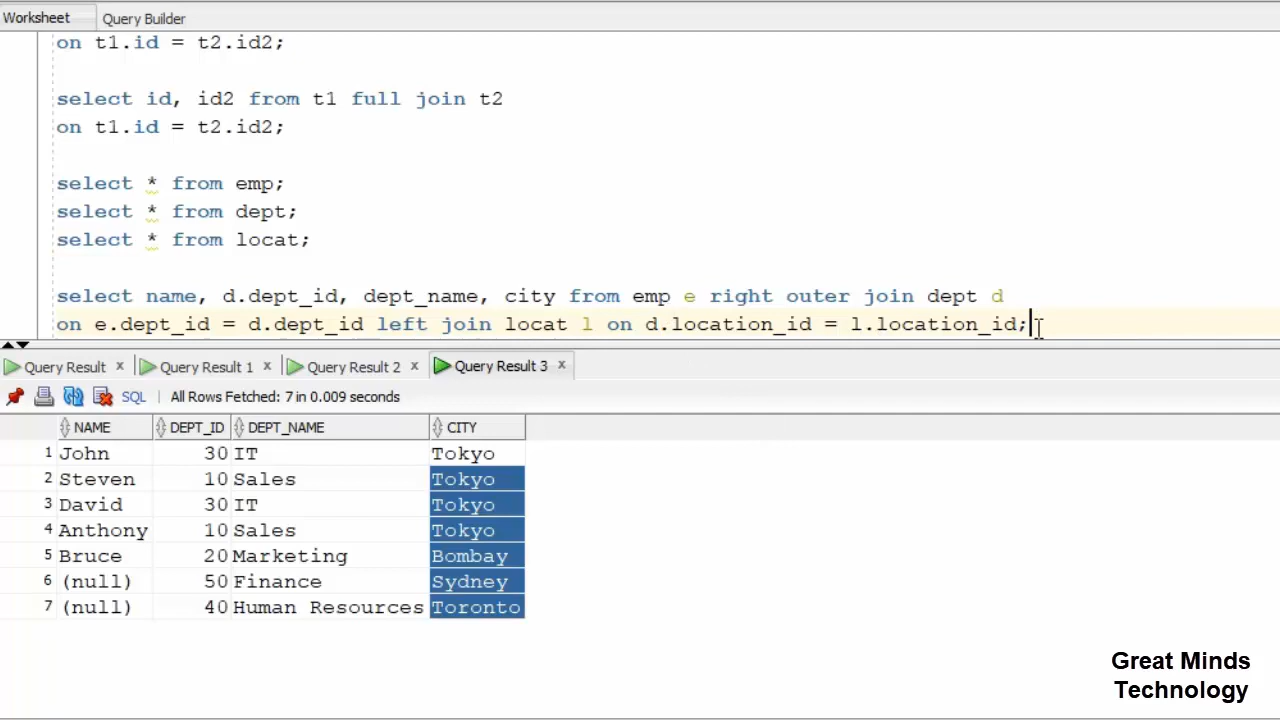 Worksheet Query Builder
on t1.id = t2.id2;
select id, id2 from t1 full join t2
on t1.id = t2.id2;
select * from emp;
select * from dept;
select * from locat;
select name, d.dept_id, dept_name, city from emp e right outer join dept d
on e.dept_id = d.dept_id left join locat l on d.location_id = l.location_id;
Query Result x Query Result 1 x Query Result 2 x Query Result 3 x
SQL | All Rows Fetched: 7 in 0.009 seconds
NAME DEPT_ID DEPT_NAME CITY
1 John 30 IT Tokyo
2 Steven 10 Sales Tokyo
3 David 30 IT Tokyo
4 Anthony 10 Sales Tokyo
5 Bruce 20 Marketing Bombay
6 (null) 50 Finance Sydney
7 (null) 40 Human Resources Toronto
Great Minds
Technology